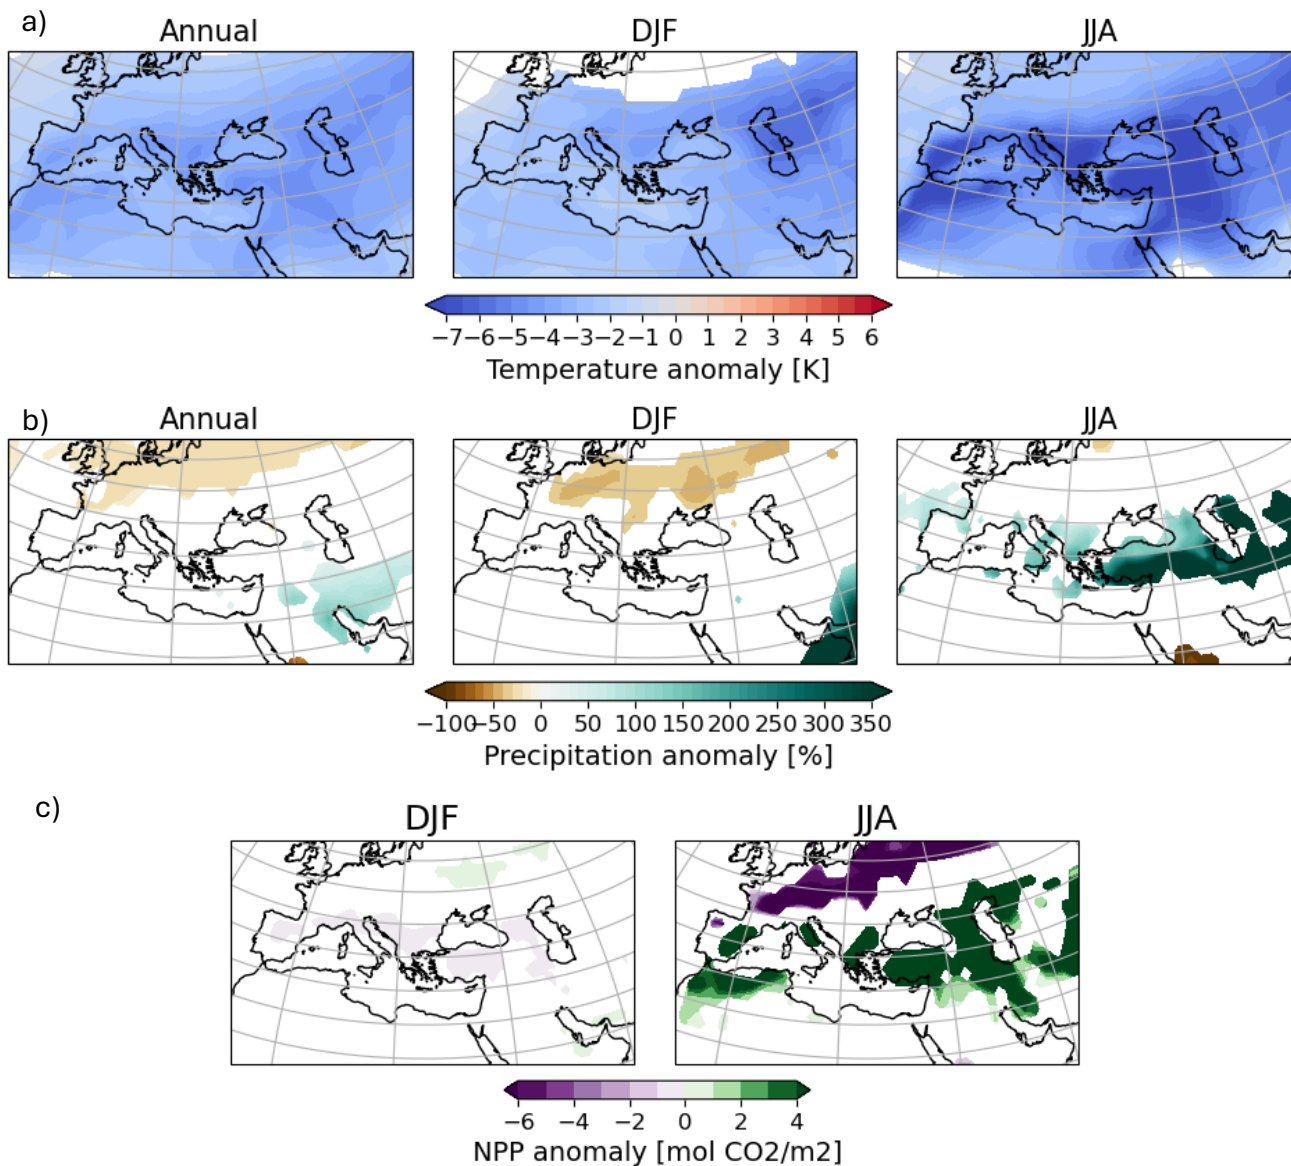 a)
Annual DJF JJA
−7 −6 −5 −4 −3 −2 −1 0 1 2 3 4 5 6
Temperature anomaly [K]
b)
Annual DJF JJA
−100 −50 0 50 100 150 200 250 300 350
Precipitation anomaly [%]
c)
DJF JJA
−6 −4 −2 0 2 4
NPP anomaly [mol CO2/m2]